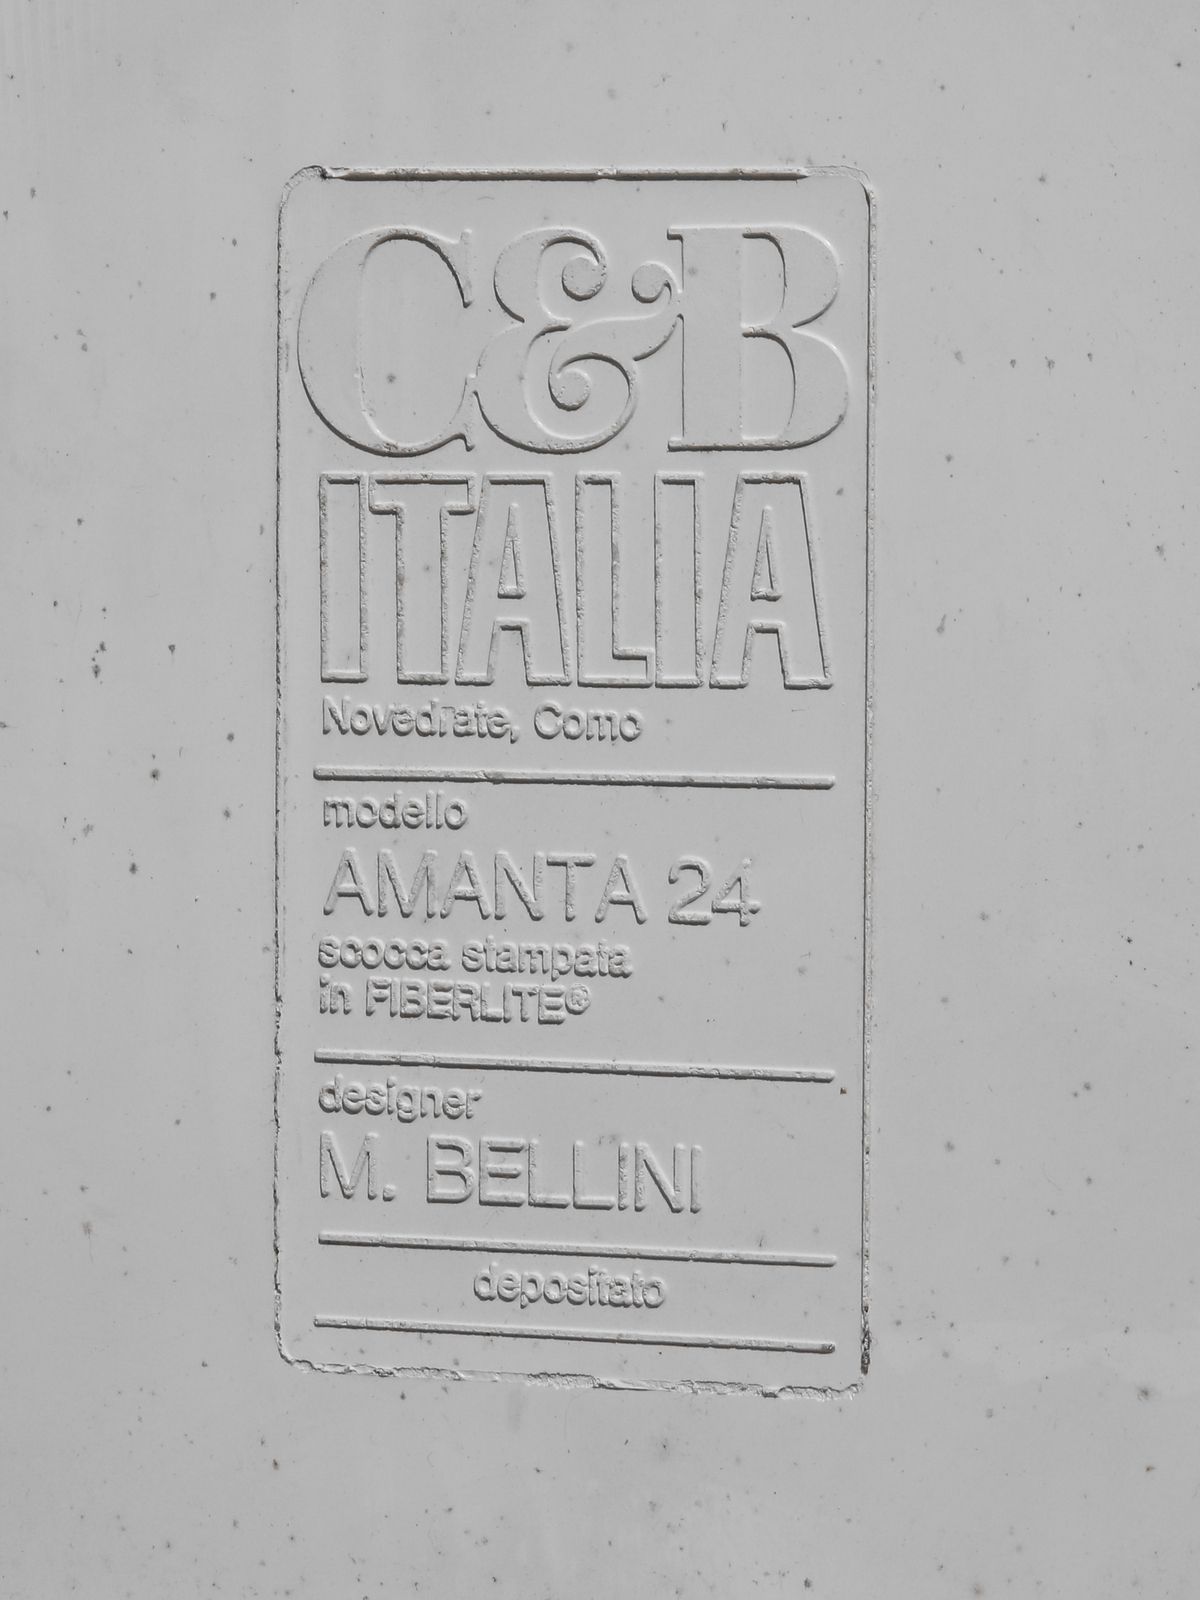 C&B
ITALIA
Novedrate, Como
modello
AMANTA 24
scocca stampata
in FIBERLITE®
designer
M. BELLINI
depositato